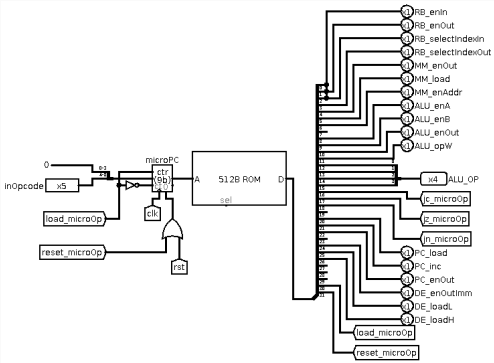 RB_enIn
RB_enOut
RB_selectIndexIn
RB_selectIndexOut
MM_enOut
MM_load
MM_enAddr
ALU_enA
ALU_enB
ALU_enOut
ALU_opW
microPC
0
ctr
(9b)
A
512B ROM
D
sel
x4
ALU_OP
inOpcode
x5
jc_microOp
load_microOp
clk
jz_microOp
jn_microOp
reset_microOp
rst
PC_load
PC_inc
PC_enOut
DE_enOutImm
DE_loadL
DE_loadH
load_microOp
reset_microOp